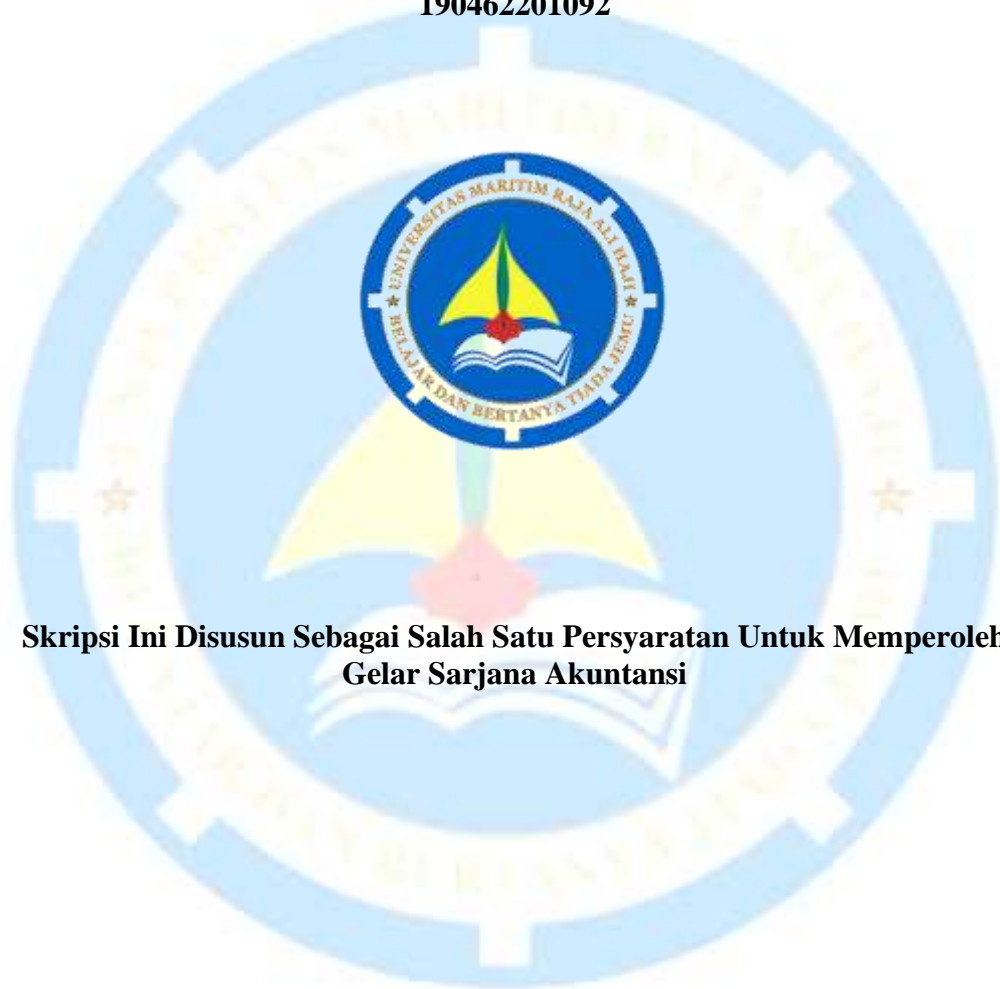 190462201092
UNIVERSITAS MARITIM RAJA ALI HAJI
BELAJAR DAN BERTANYA TIADA JEMU
Skripsi Ini Disusun Sebagai Salah Satu Persyaratan Untuk Memperoleh
Gelar Sarjana Akuntansi